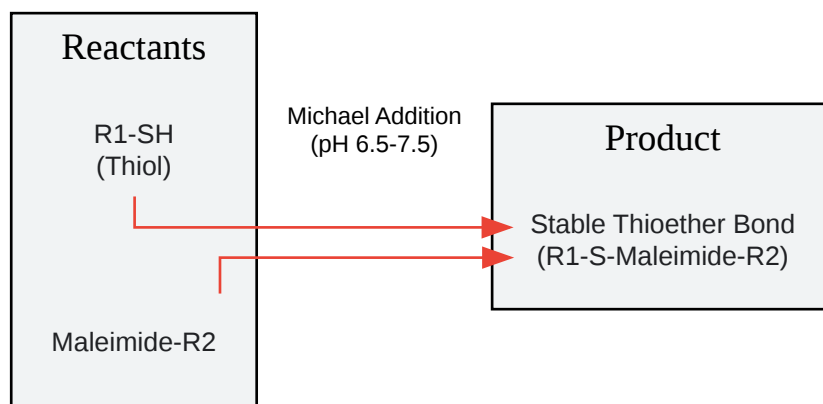 Reactants
R1-SH
(Thiol)
Maleimide-R2
Michael Addition
(pH 6.5-7.5)
Product
Stable Thioether Bond
(R1-S-Maleimide-R2)